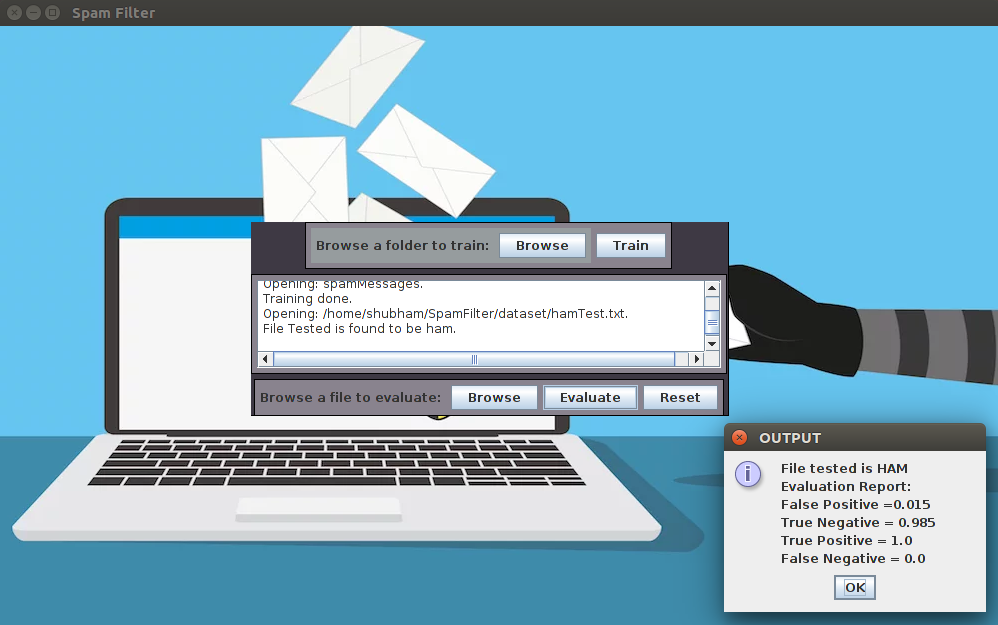 Spam Filter
Browse a folder to train: Browse Train
Opening: spamMessages.
Training done.
Opening: /home/shubham/SpamFilter/dataset/hamTest.txt.
File Tested is found to be ham.
Browse a file to evaluate: Browse Evaluate Reset
OUTPUT
File tested is HAM
Evaluation Report:
False Positive =0.015
True Negative = 0.985
True Positive = 1.0
False Negative = 0.0
OK